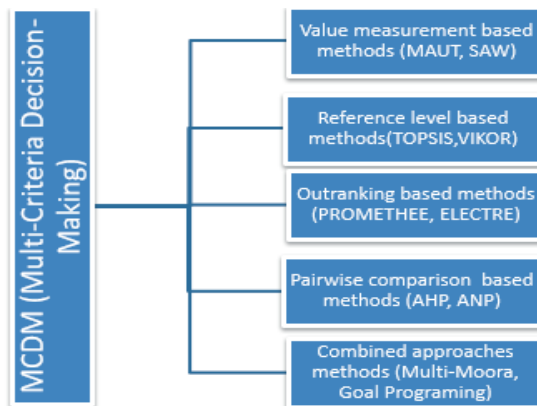 MCDM (Multi-Criteria Decision-
Making)
Value measurement based
methods (MAUT, SAW)
Reference level based
methods(TOPSIS,VIKOR)
Outranking based methods
(PROMETHEE, ELECTRE)
Pairwise comparison based
methods (AHP, ANP)
Combined approaches
methods (Multi-Moora,
Goal Programing)